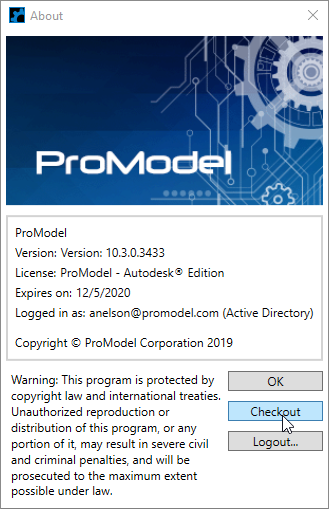 About
ProModel
ProModel
Version: Version: 10.3.0.3433
License: ProModel - Autodesk® Edition
Expires on: 12/5/2020
Logged in as: anelson@promodel.com (Active Directory)
Copyright © ProModel Corporation 2019
Warning: This program is protected by
copyright law and international treaties.
Unauthorized reproduction or
distribution of this program, or any
portion of it, may result in severe civil
and criminal penalties, and will be
prosecuted to the maximum extent
possible under law.
OK
Checkout
Logout...